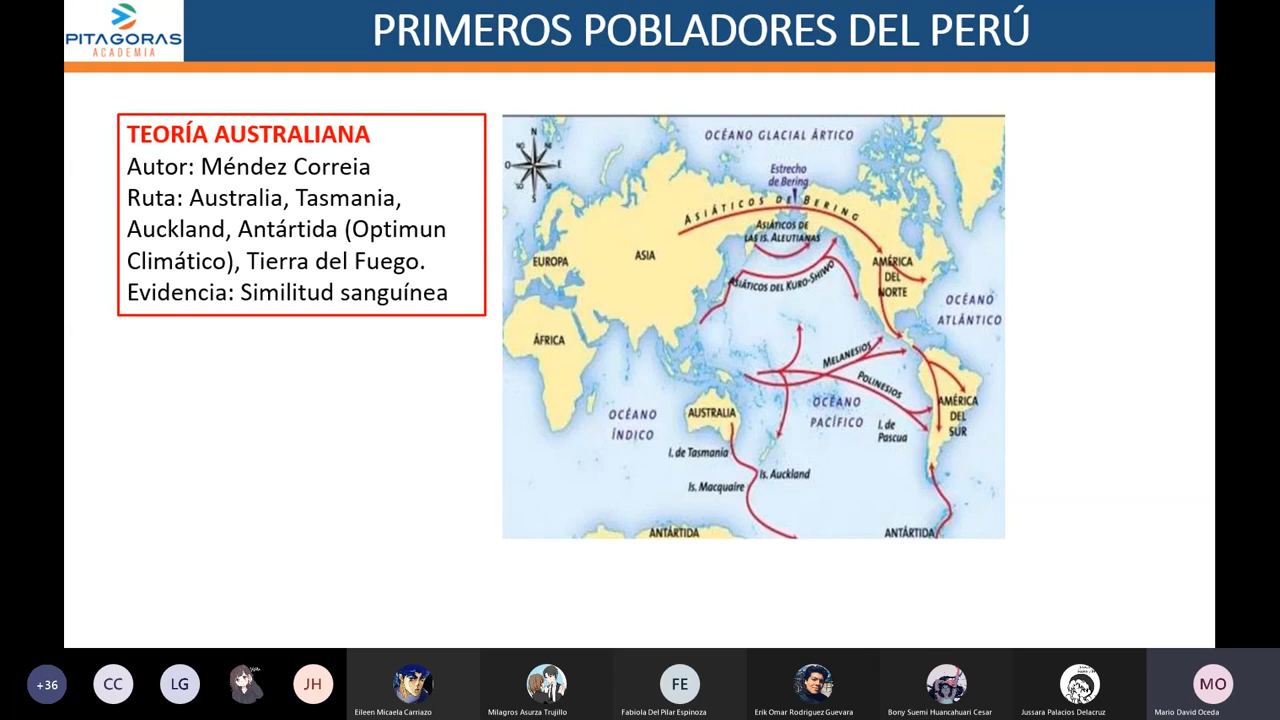 PITAGORAS
ACADEMIA
PRIMEROS POBLADORES DEL PERÚ
TEORÍA AUSTRALIANA
Autor: Méndez Correia
Ruta: Australia, Tasmania,
Auckland, Antártida (Optimun
Climático), Tierra del Fuego.
Evidencia: Similitud sanguínea
OCÉANO GLACIAL ÁRTICO
N
SO
O
E
S
Estrecho
de Bering
ASIÁTICOS DE BERING
ASIÁTICOS DE
LAS IS. ALEUTIANAS
EUROPA
ASIA
ASIÁTICOS DEL KURO-SHIWO
AMÉRICA
DEL
NORTE
OCÉANO
ATLÁNTICO
ÁFRICA
MELANESIOS
POLINESIOS
OCÉANO
ÍNDICO
AUSTRALIA
OCÉANO
PACÍFICO
I. de
Pascua
AMÉRICA
DEL
SUR
I. de Tasmania
Is. Auckland
Is. Macquaire
ANTÁRTIDA
ANTÁRTIDA
+36
CC
LG
JH
FE
MO
Eileen Micaela Carriazo
Milagros Asurza Trujillo
Fabiola Del Pilar Espinoza
Erik Omar Rodriguez Guevara
Bony Suemi Huancahuari Cesar
Jussara Palacios Delacruz
Mario David Oceda